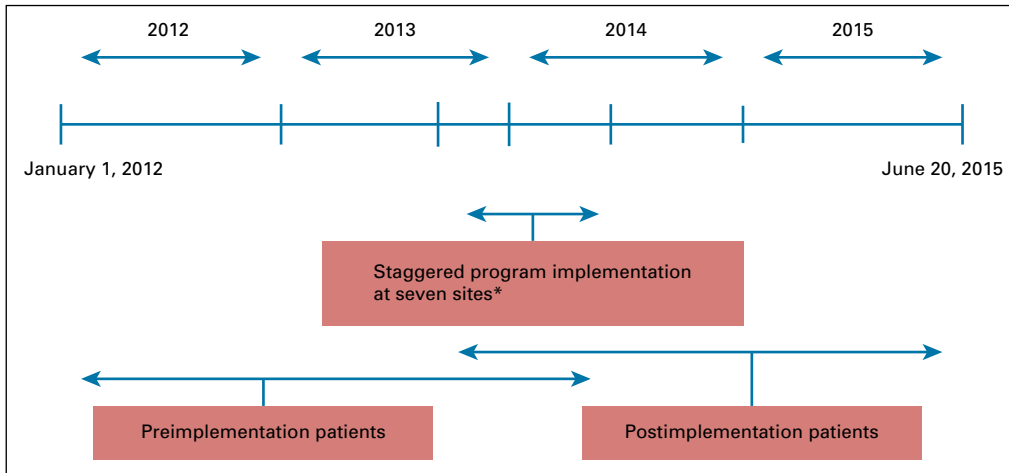 2012 2013 2014 2015
January 1, 2012 June 20, 2015
Staggered program implementation
at seven sites*
Preimplementation patients Postimplementation patients